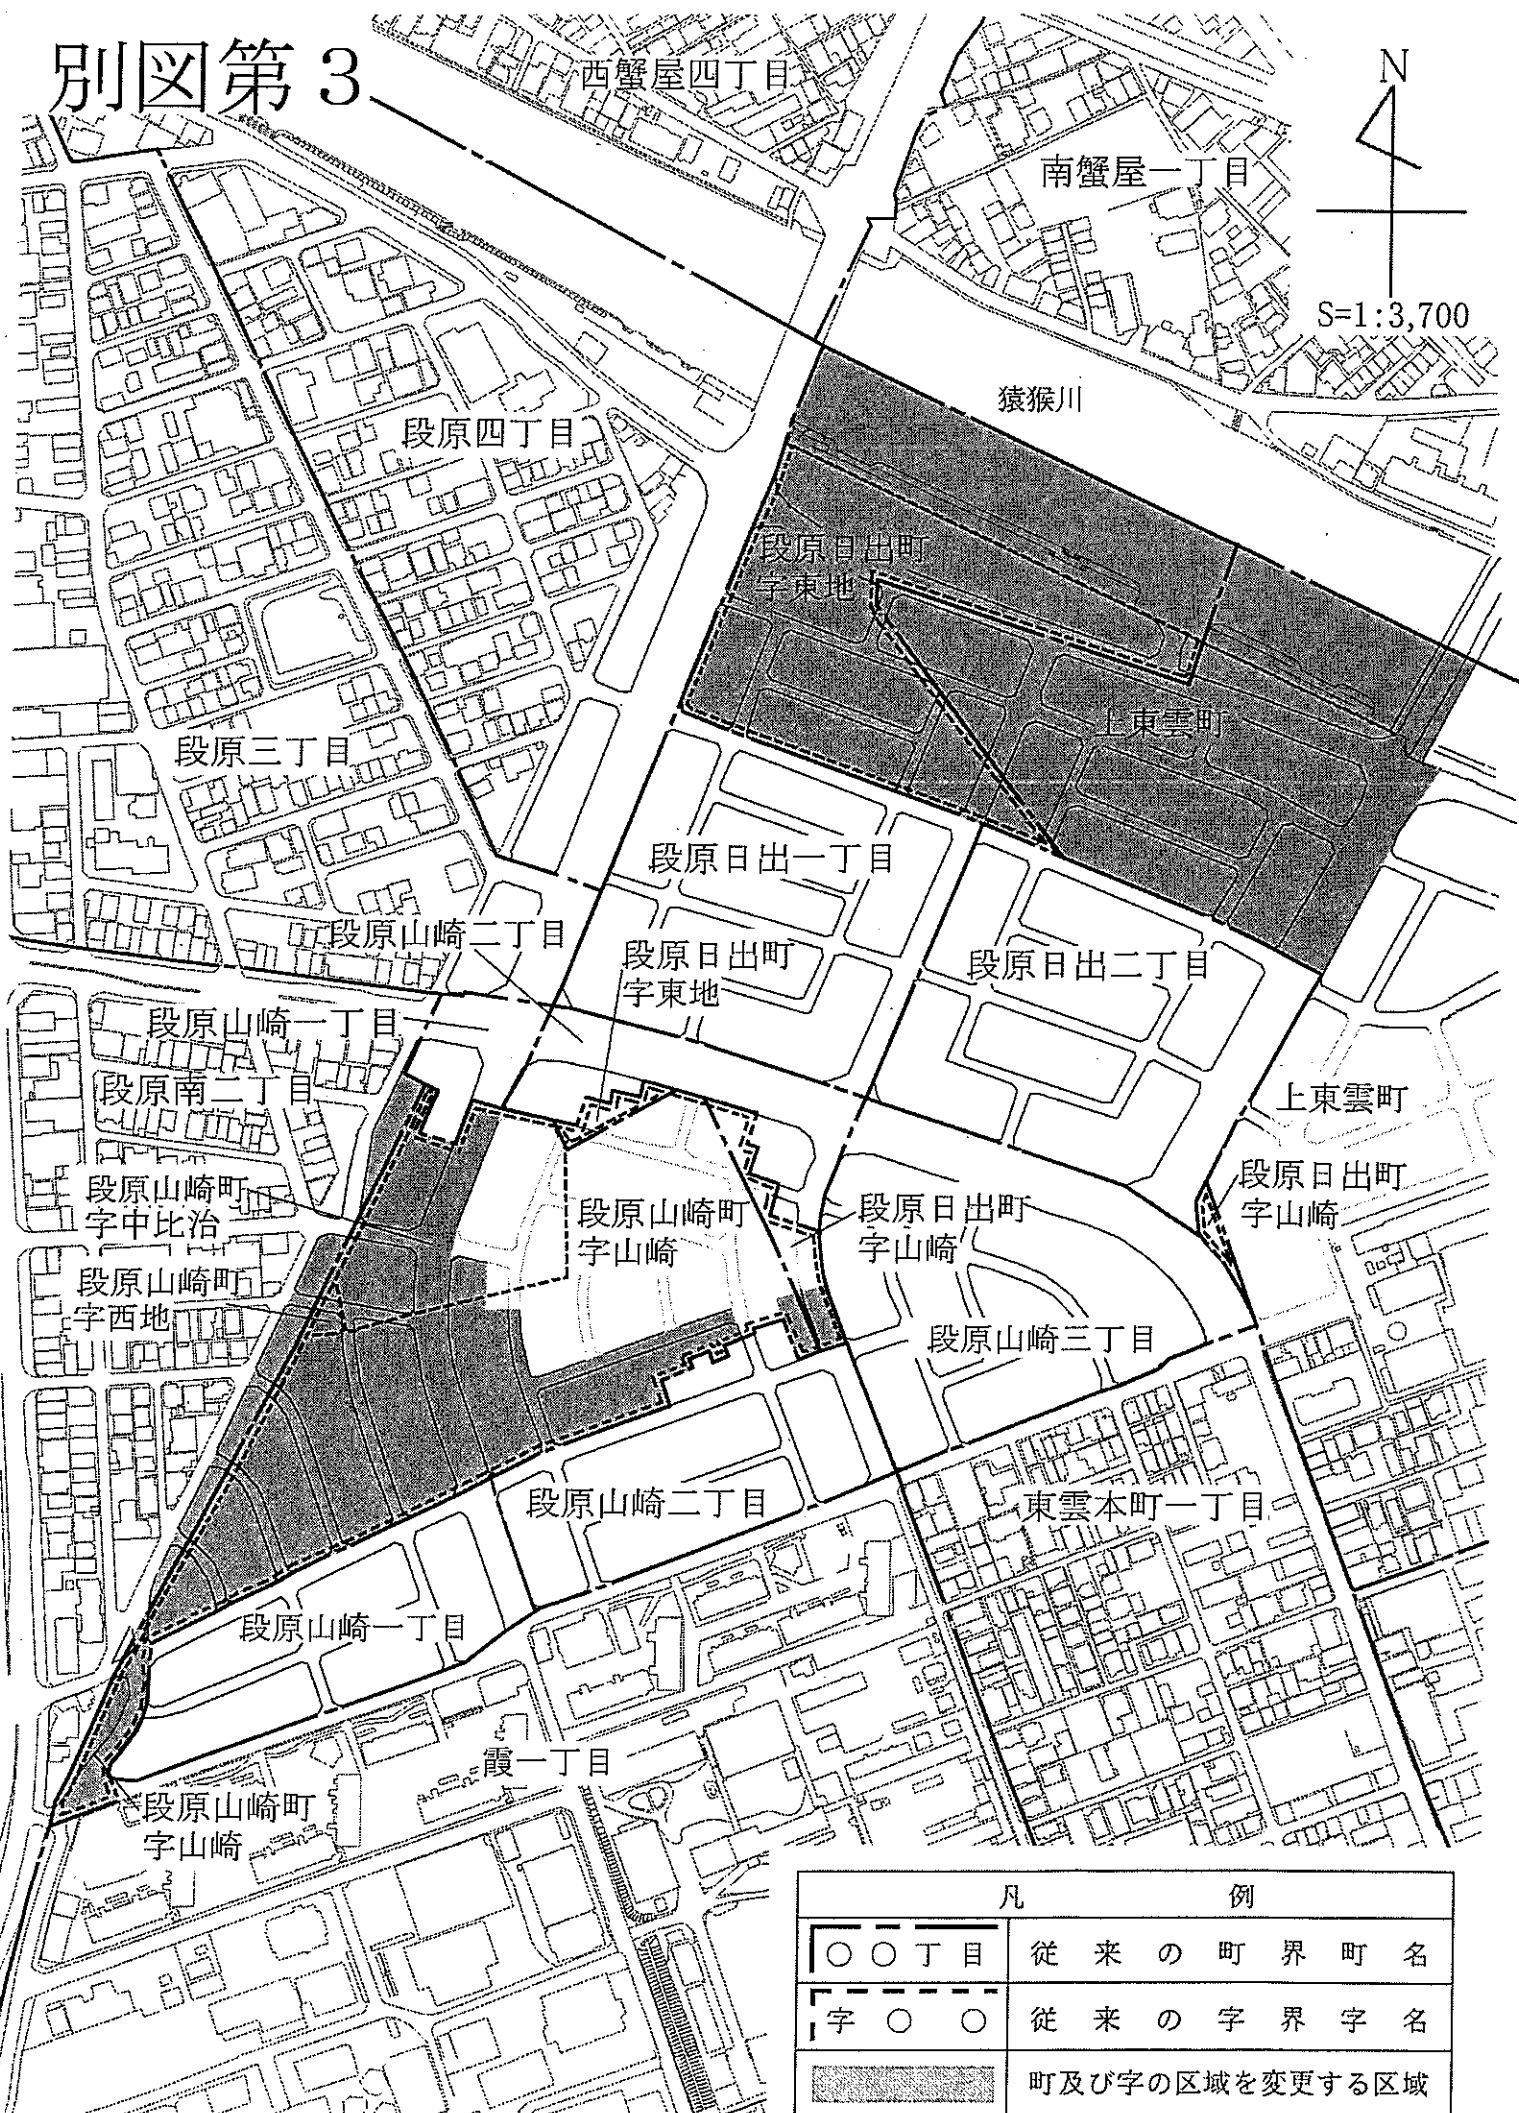 別図第3
西蟹屋四丁目
N
南蟹屋一丁目
S=1:3,700
猿猴川
段原四丁目
段原日出町
字東地
上東雲町
段原三丁目
段原日出一丁目
段原山崎二丁目
段原日出町
字東地
段原日出二丁目
段原山崎一丁目
段原南二丁目
上東雲町
段原山崎町
字中比治
段原山崎町
字山崎
段原日出町
字山崎
段原日出町
字山崎
段原山崎町
字西地
段原山崎三丁目
段原山崎二丁目
東雲本町一丁目
段原山崎一丁目
霞一丁目
段原山崎町
字山崎
凡例
○○丁目 従来の町界町名
字○○ 従来の字界字名
町及び字の区域を変更する区域